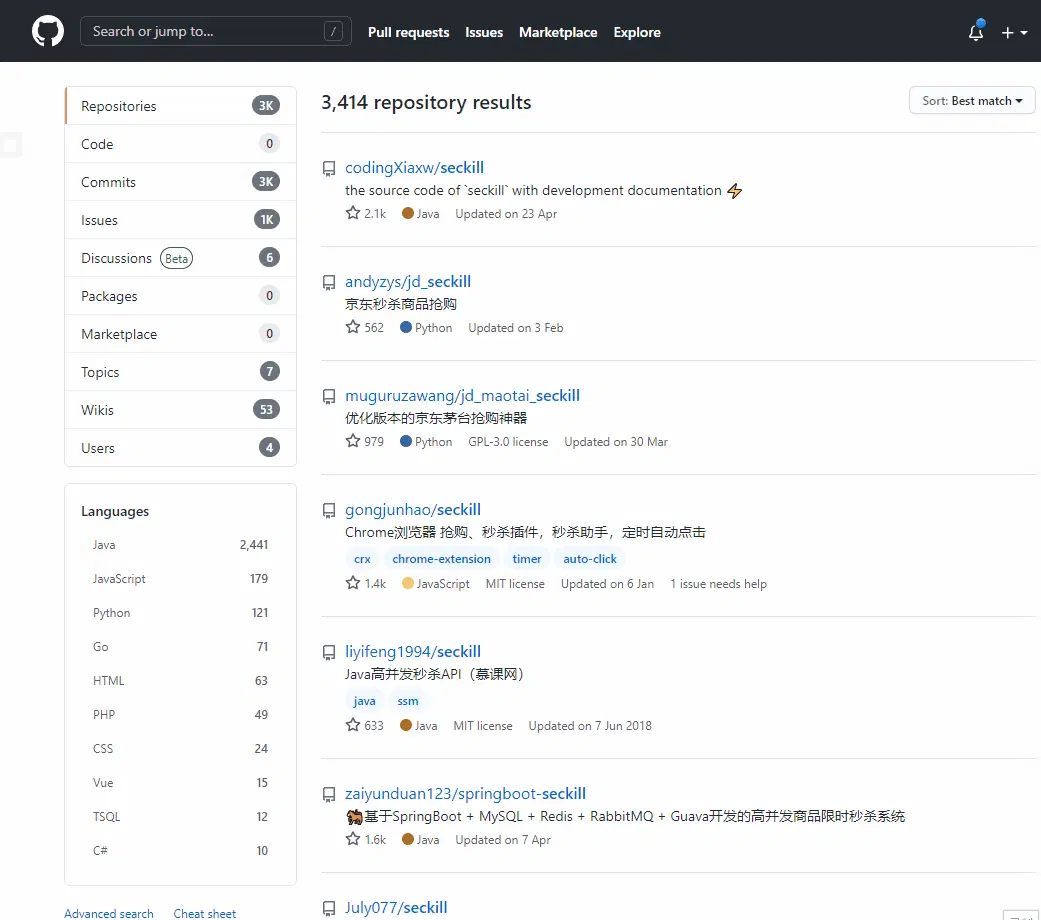 Search or jump to... / Pull requests Issues Marketplace Explore
Repositories 3K
Code 0
Commits 3K
Issues 1K
Discussions Beta 6
Packages 0
Marketplace 0
Topics 7
Wikis 53
Users 4
Languages
Java 2,441
JavaScript 179
Python 121
Go 71
HTML 63
PHP 49
CSS 24
Vue 15
TSQL 12
C# 10
Advanced search Cheat sheet
3,414 repository results
Sort: Best match
codingXiaxw/seckill
the source code of `seckill` with development documentation ⚡
2.1k Java Updated on 23 Apr
andyzys/jd_seckill
京东秒杀商品抢购
562 Python Updated on 3 Feb
muguruzawang/jd_maotai_seckill
优化版本的京东茅台抢购神器
979 Python GPL-3.0 license Updated on 30 Mar
gongjunhao/seckill
Chrome浏览器 抢购、秒杀插件，秒杀助手，定时自动点击
crx chrome-extension timer auto-click
1.4k JavaScript MIT license Updated on 6 Jan 1 issue needs help
liyifeng1994/seckill
Java高并发秒杀API（慕课网）
java ssm
633 Java MIT license Updated on 7 Jun 2018
zaiyunduan123/springboot-seckill
🐂基于SpringBoot + MySQL + Redis + RabbitMQ + Guava开发的高并发商品限时秒杀系统
1.6k Java Updated on 7 Apr
July077/seckill